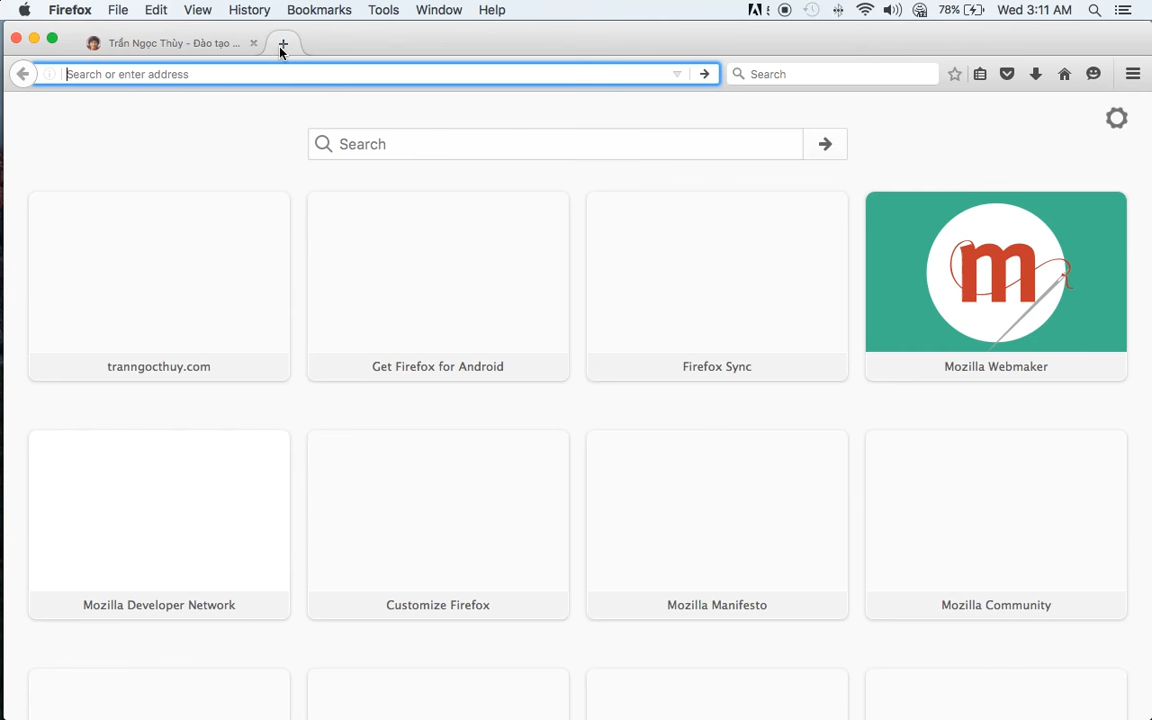 Firefox File Edit View History Bookmarks Tools Window Help 78% Wed 3:11 AM
Trần Ngọc Thùy - Đào tạo ...
Search or enter address
Search
Search
m
tranngocthuy.com
Get Firefox for Android
Firefox Sync
Mozilla Webmaker
Mozilla Developer Network
Customize Firefox
Mozilla Manifesto
Mozilla Community